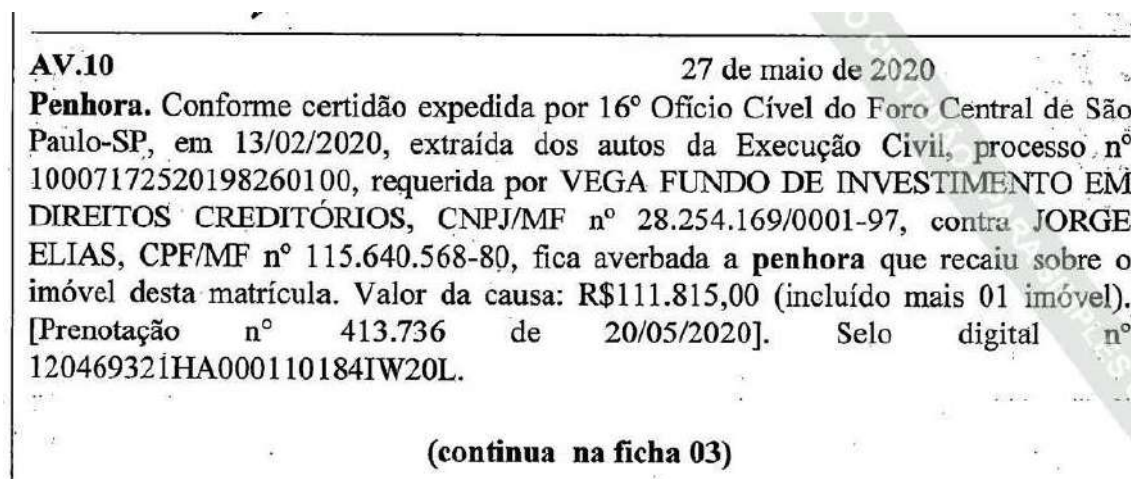 AV.10 27 de maio de 2020
Penhora. Conforme certidão expedida por 16º Ofício Cível do Foro Central de São
Paulo-SP, em 13/02/2020, extraída dos autos da Execução Civil, processo nº
10007172520198260100, requerida por VEGA FUNDO DE INVESTIMENTO EM
DIREITOS CREDITÓRIOS, CNPJ/MF nº 28.254.169/0001-97, contra JORGE
ELIAS, CPF/MF nº 115.640.568-80, fica averbada a penhora que recaiu sobre o
imóvel desta matrícula. Valor da causa: R$111.815,00 (incluído mais 01 imóvel).
[Prenotação nº 413.736 de 20/05/2020]. Selo digital nº
120469321HA000110184IW20L.
(continua na ficha 03)